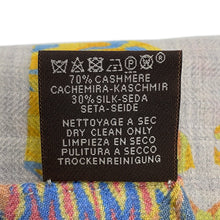 70% CASHMERE
CACHEMIRA-KASCHMIR
30% SILK-SEDA
SETA-SEIDE
NETTOYAGE A SEC
DRY CLEAN ONLY
LIMPIEZA EN SECO
PULITURA A SECCO
TROCKENREINIGUNG